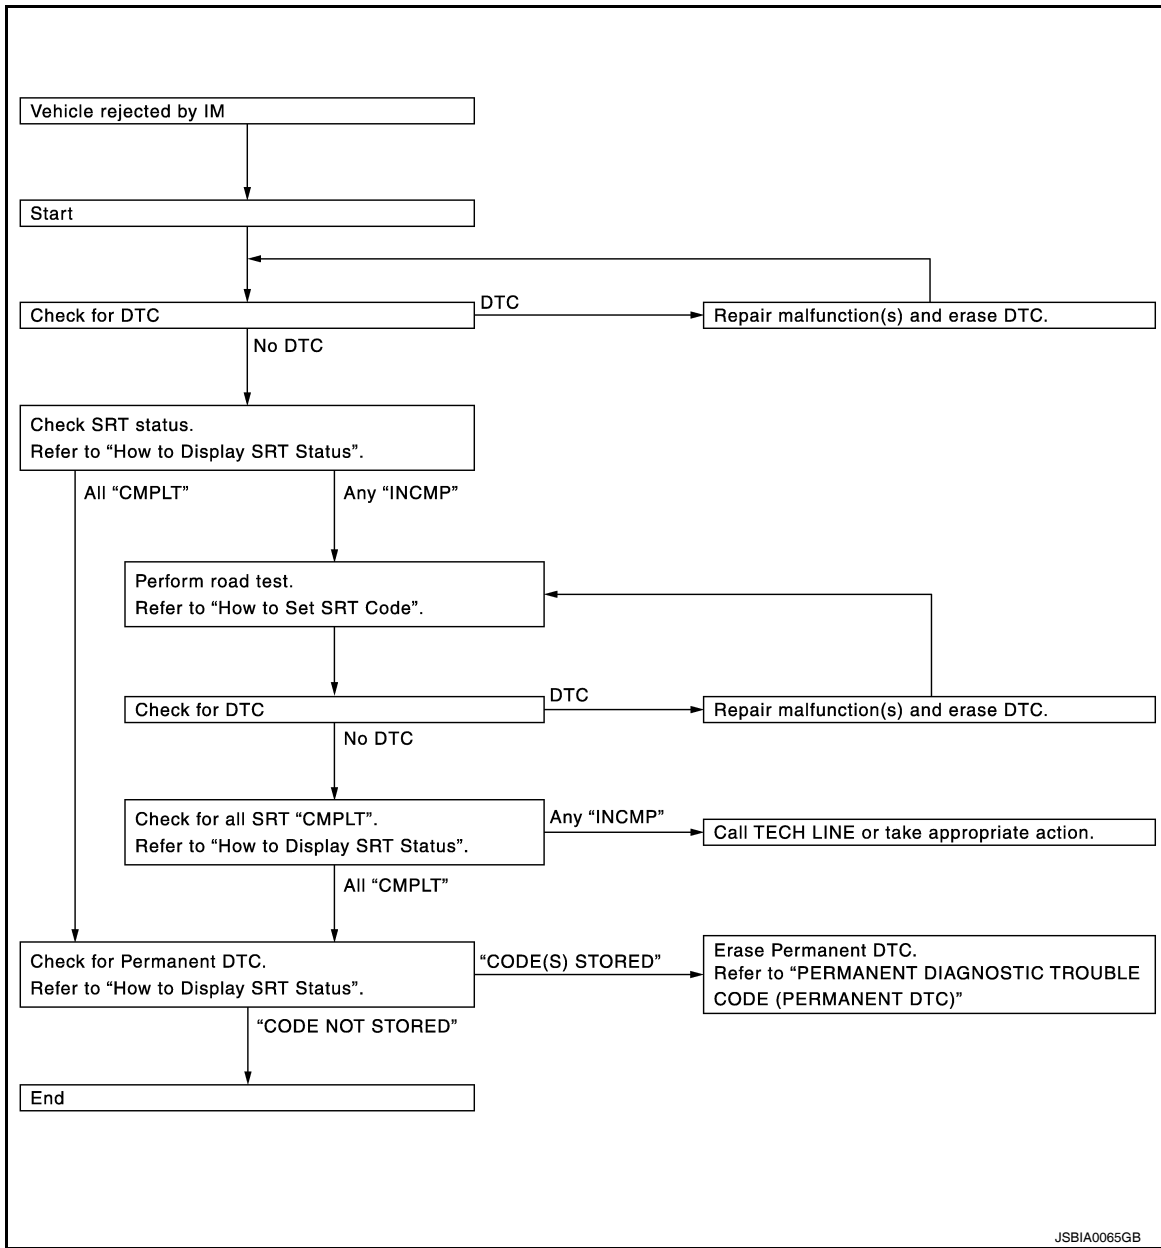 Vehicle rejected by IM
Start
Check for DTC
DTC
Repair malfunction(s) and erase DTC.
No DTC
Check SRT status.
Refer to “How to Display SRT Status”.
All “CMPLT”
Any “INCMP”
Perform road test.
Refer to “How to Set SRT Code”.
Check for DTC
DTC
Repair malfunction(s) and erase DTC.
No DTC
Check for all SRT “CMPLT”.
Refer to “How to Display SRT Status”.
Any “INCMP”
Call TECH LINE or take appropriate action.
All “CMPLT”
Check for Permanent DTC.
Refer to “How to Display SRT Status”.
“CODE(S) STORED”
Erase Permanent DTC.
Refer to “PERMANENT DIAGNOSTIC TROUBLE
CODE (PERMANENT DTC)”
“CODE NOT STORED”
End
JSBIA0065GB